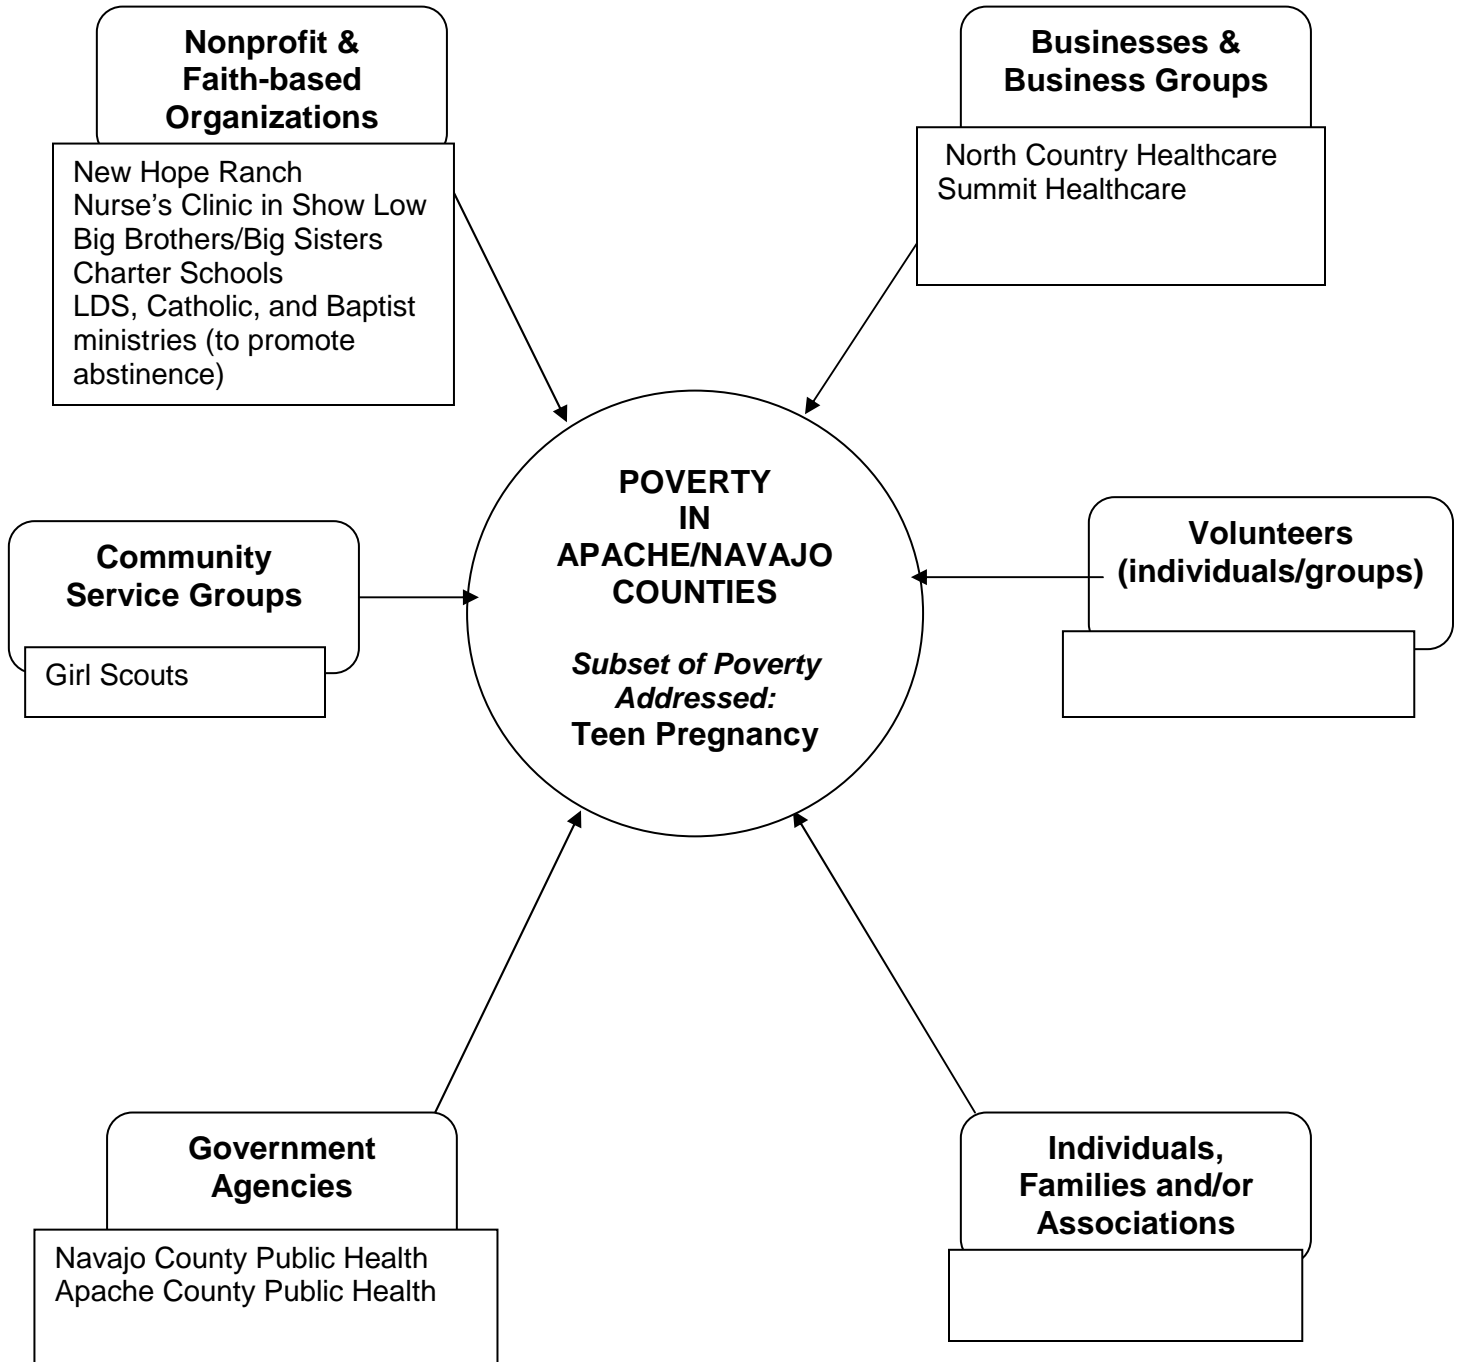 Nonprofit &
Faith-based
Organizations
New Hope Ranch
Nurse’s Clinic in Show Low
Big Brothers/Big Sisters
Charter Schools
LDS, Catholic, and Baptist
ministries (to promote
abstinence)
Businesses &
Business Groups
North Country Healthcare
Summit Healthcare
POVERTY
IN
APACHE/NAVAJO
COUNTIES
Subset of Poverty
Addressed:
Teen Pregnancy
Community
Service Groups
Girl Scouts
Volunteers
(individuals/groups)
Government
Agencies
Navajo County Public Health
Apache County Public Health
Individuals,
Families and/or
Associations